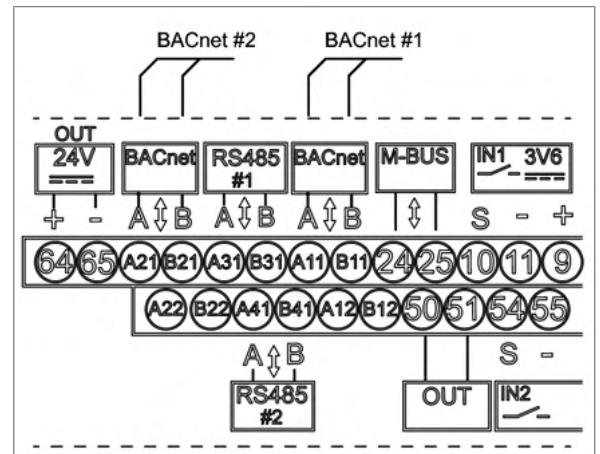 BACnet #2 BACnet #1
OUT
24V BACnet RS485 BACnet M-BUS IN1 3V6
#1
+ - A B A B A B S - +
64 65 A21 B21 A31 B31 A11 B11 24 25 10 11 9
A22 B22 A41 B41 A12 B12 50 51 54 55
A B S -
RS485 OUT IN2
#2